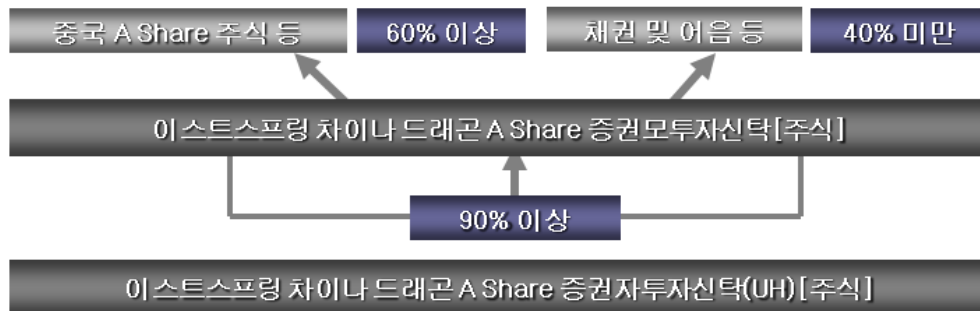 중국 A Share 주식 등 60% 이상 채권 및 어음 등 40% 미만
이스트스프링 차이나 드래곤 A Share 증권모투자신탁[주식]
90% 이상
이스트스프링 차이나 드래곤 A Share 증권자투자신탁(UH)[주식]